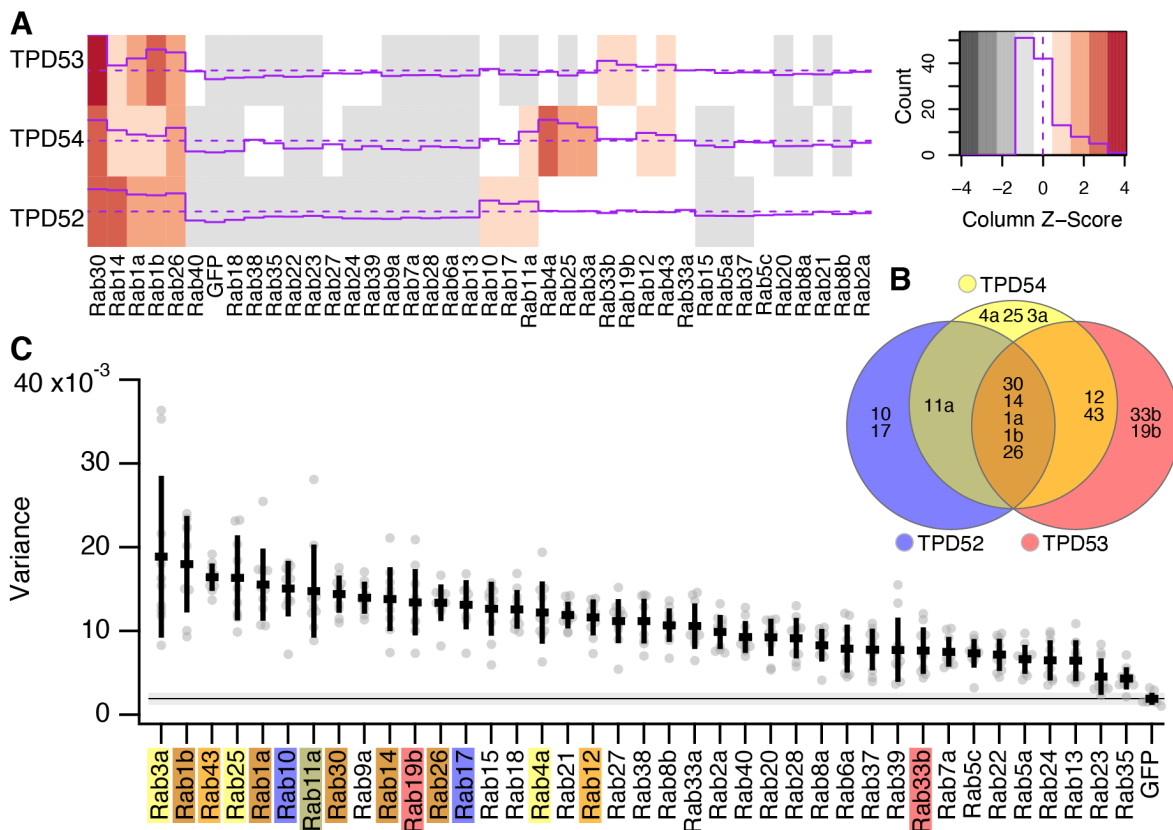 A
TPD53
TPD54
TPD52
Rab30
Rab14
Rab1a
Rab1b
Rab26
Rab40
GFP
Rab18
Rab38
Rab35
Rab22
Rab23
Rab27
Rab24
Rab39
Rab9a
Rab7a
Rab28
Rab6a
Rab13
Rab10
Rab17
Rab11a
Rab4a
Rab25
Rab3a
Rab33b
Rab19b
Rab12
Rab43
Rab33a
Rab15
Rab5a
Rab37
Rab5c
Rab20
Rab8a
Rab21
Rab8b
Rab2a
Count
40
20
0
−4 −2 0 2 4
Column Z−Score
B
TPD54
4a 25 3a
11a
30
14
1a
1b
26
12
43
10
17
33b
19b
TPD52
TPD53
C
40 x10-3
30
20
10
0
Variance
Rab3a
Rab1b
Rab43
Rab25
Rab1a
Rab10
Rab11a
Rab30
Rab9a
Rab14
Rab19b
Rab26
Rab17
Rab15
Rab18
Rab4a
Rab21
Rab12
Rab27
Rab38
Rab8b
Rab33a
Rab2a
Rab40
Rab20
Rab28
Rab8a
Rab6a
Rab37
Rab39
Rab33b
Rab7a
Rab5c
Rab22
Rab5a
Rab24
Rab13
Rab23
Rab35
GFP